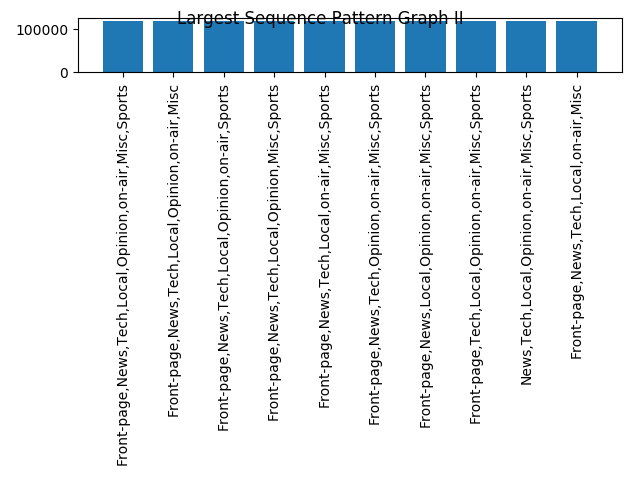 Largest Sequence Pattern Graph II
100000
0
Front-page,News,Tech,Local,Opinion,on-air,Misc,Sports
Front-page,News,Tech,Local,Opinion,on-air,Misc
Front-page,News,Tech,Local,Opinion,on-air,Sports
Front-page,News,Tech,Local,Opinion,Misc,Sports
Front-page,News,Tech,Local,on-air,Misc,Sports
Front-page,News,Tech,Opinion,on-air,Misc,Sports
Front-page,News,Local,Opinion,on-air,Misc,Sports
Front-page,Tech,Local,Opinion,on-air,Misc,Sports
News,Tech,Local,Opinion,on-air,Misc,Sports
Front-page,News,Tech,Local,on-air,Misc